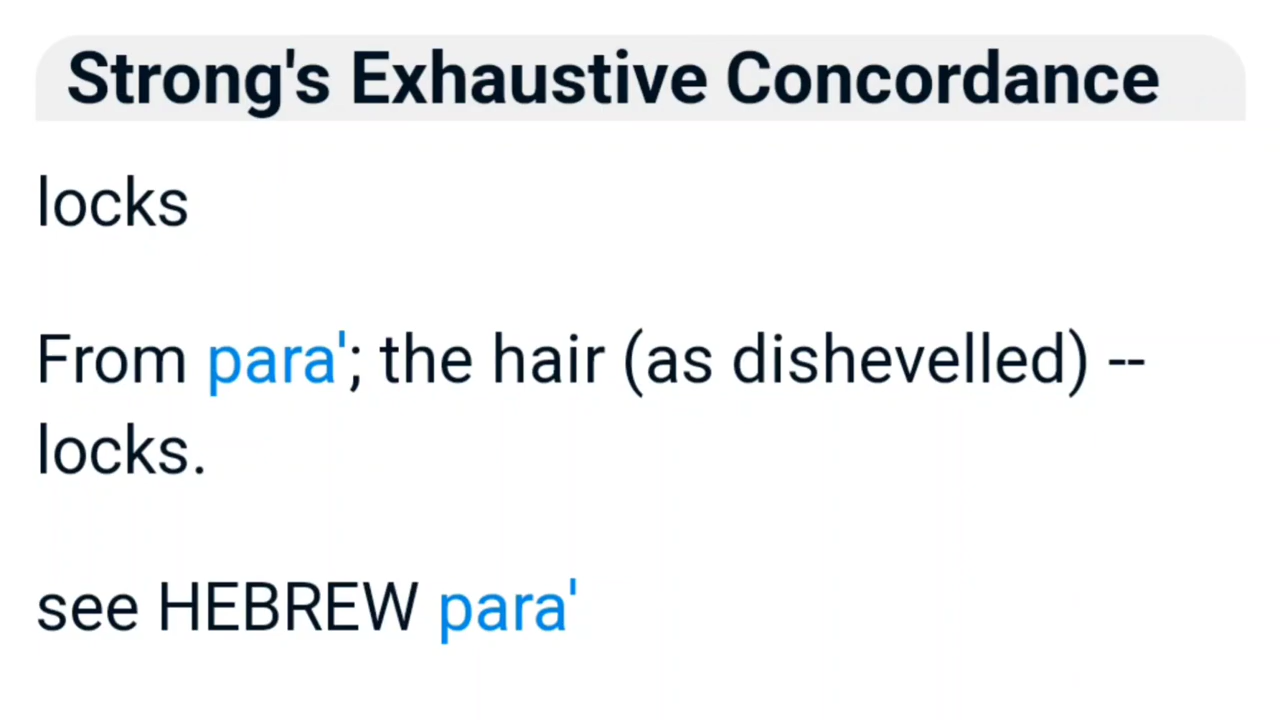 Strong's Exhaustive Concordance
locks
From para'; the hair (as dishevelled) --
locks.
see HEBREW para'